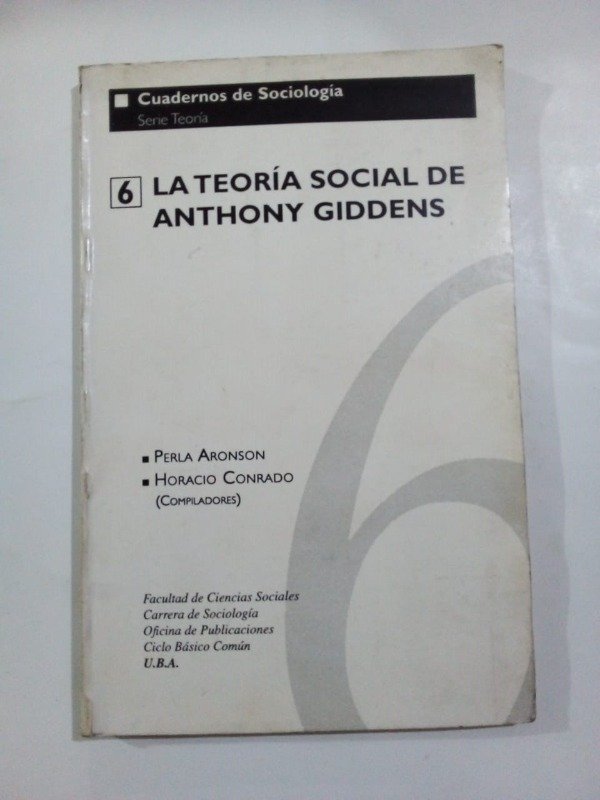 Cuadernos de Sociología
Serie Teoría
6 LA TEORÍA SOCIAL DE
ANTHONY GIDDENS
6
PERLA ARONSON
HORACIO CONRADO
(COMPILADORES)
Facultad de Ciencias Sociales
Carrera de Sociología
Oficina de Publicaciones
Ciclo Básico Común
U.B.A.